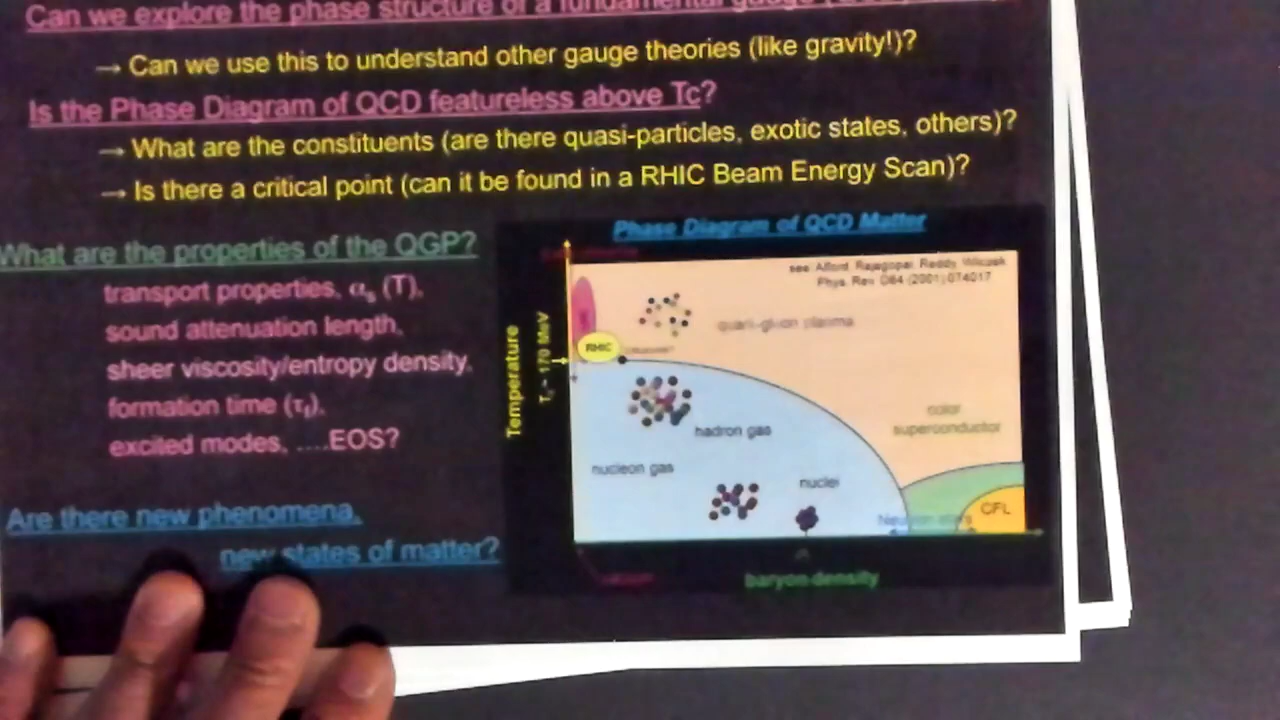 Can we explore the phase structure of a fundamental gauge
→ Can we use this to understand other gauge theories (like gravity!)?
Is the Phase Diagram of QCD featureless above Tc?
→ What are the constituents (are there quasi-particles, exotic states, others)?
→ Is there a critical point (can it be found in a RHIC Beam Energy Scan)?
What are the properties of the QGP?
transport properties, αs (T),
sound attenuation length,
sheer viscosity/entropy density,
formation time (τf),
excited modes, ....EOS?
Are there new phenomena,
new states of matter?
Phase Diagram of QCD Matter
see: Alford, Rajagopal, Reddy, Wilczek
Phys. Rev. D64 (2001) 074017
quark-gluon plasma
RHIC
Temperature
Tc ~ 170 MeV
hadron gas
color
superconductor
nucleon gas
nuclei
CFL
Neutron stars
vacuum
baryon density